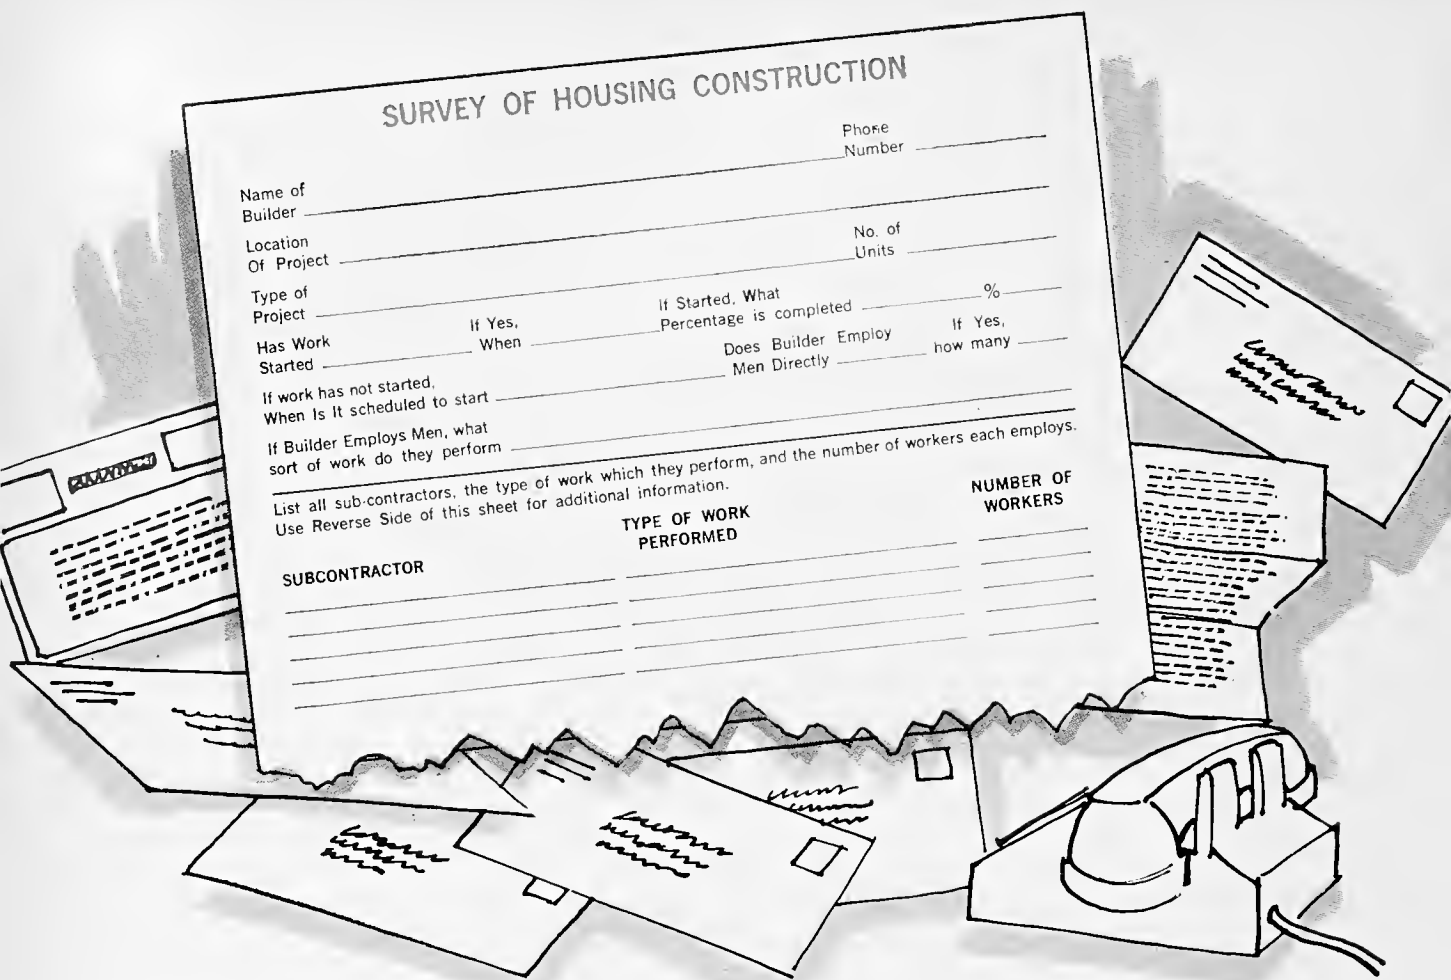 SURVEY OF HOUSING CONSTRUCTION
Name of
Builder
Phone
Number
Location
Of Project
Type of
Project
No. of
Units
Has Work
Started
If Yes,
When
If Started, What
Percentage is completed %
If work has not started,
When Is It scheduled to start
Does Builder Employ
Men Directly
If Yes,
how many
If Builder Employs Men, what
sort of work do they perform
List all sub-contractors, the type of work which they perform, and the number of workers each employs.
Use Reverse Side of this sheet for additional information.
SUBCONTRACTOR
TYPE OF WORK
PERFORMED
NUMBER OF
WORKERS